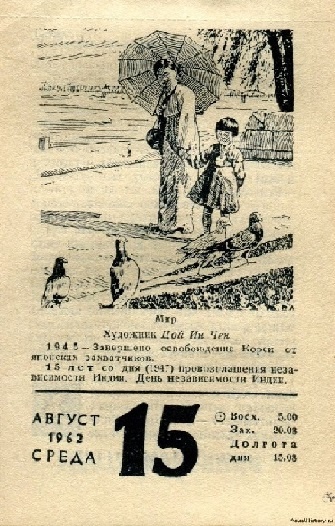 Мир
Художник Цой Ин Чен
1945 — Завершено освобождение Кореи от
японских захватчиков.
15 лет со дня (1947) провозглашения неза-
висимости Индии. День независимости Индии.
АВГУСТ
1962
СРЕДА
15
Восх. 5.00
Зах. 20.08
Долгота
дня 15.08